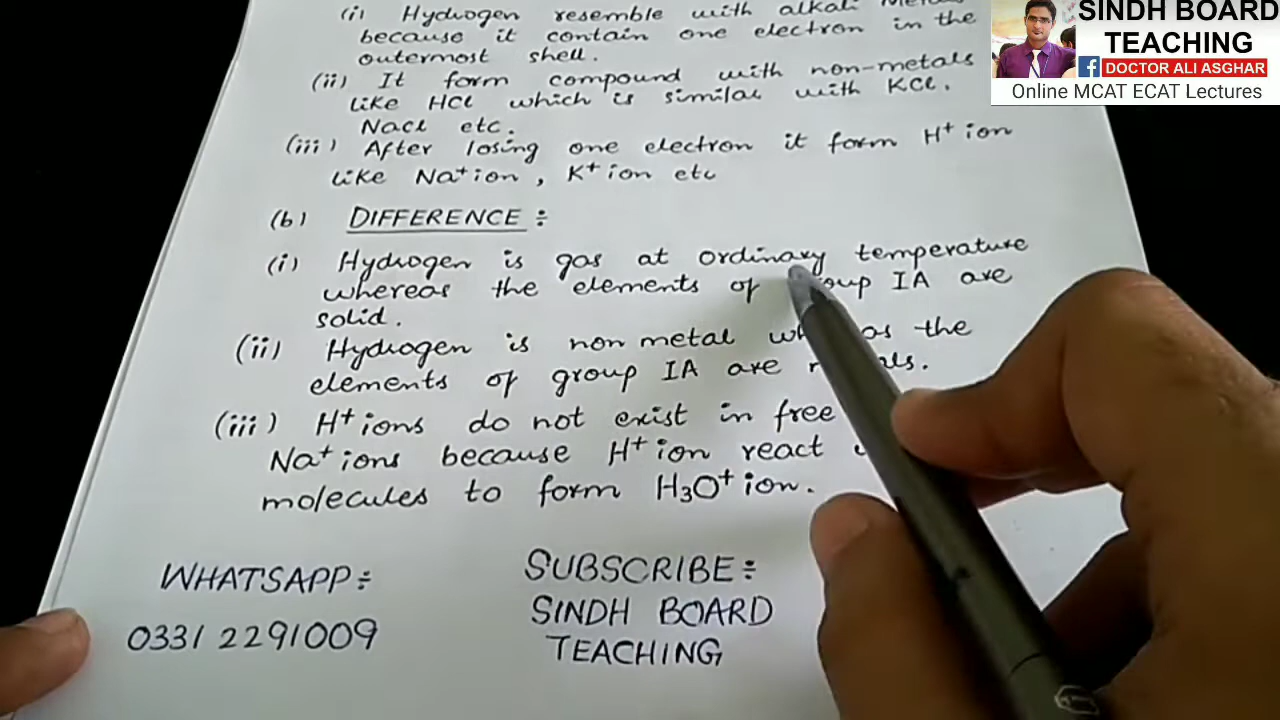 (i) Hydrogen resemble with alkali Metals
because it contain one electron in the
outermost shell.
(ii) It form compound with non-metals
like HCl which is similar with KCl.
NaCl etc.
(iii) After losing one electron it form H+ ion
like Na+ ion, K+ ion etc
(b) DIFFERENCE ÷
(i) Hydrogen is gas at ordinary temperature
whereas the elements of group IA are
solid.
(ii) Hydrogen is non metal the
elements of group IA are
(iii) H+ ions do not exist in free
Na+ ions because H+ ion react
molecules to form H3O+ ion.
WHATSAPP ÷
0331 2291009
SUBSCRIBE ÷
SINDH BOARD
TEACHING
SINDH BOARD
TEACHING
f DOCTOR ALI ASGHAR
Online MCAT ECAT Lectures